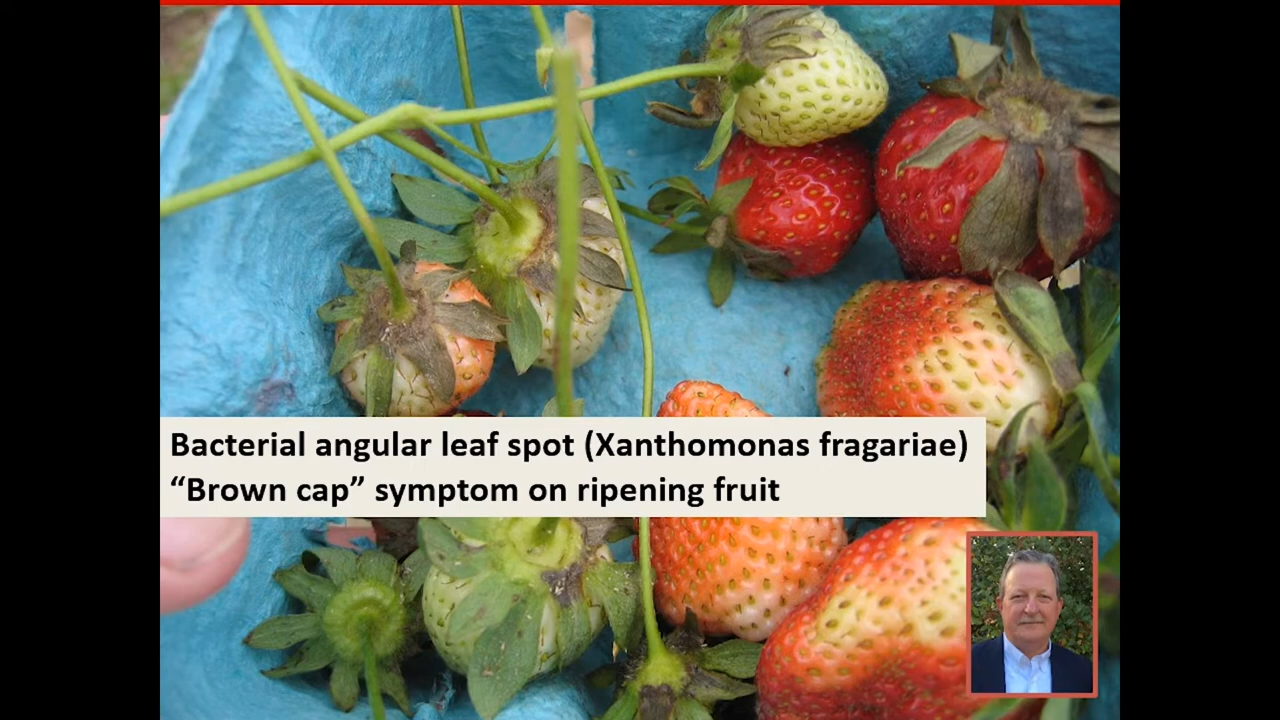 Bacterial angular leaf spot (Xanthomonas fragariae)
“Brown cap” symptom on ripening fruit